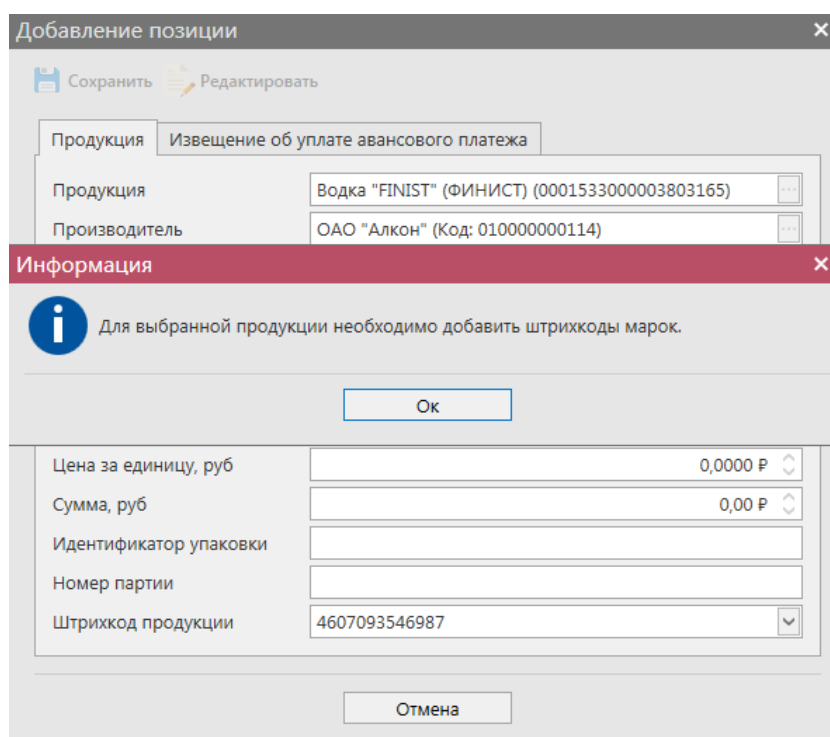 Добавление позиции
Сохранить Редактировать
Продукция Извещение об уплате авансового платежа
Продукция Водка "FINIST" (ФИНИСТ) (0001533000003803165)
Производитель ОАО "Алкон" (Код: 010000000114)
Информация
Для выбранной продукции необходимо добавить штрихкоды марок.
Ок
Цена за единицу, руб 0,0000 ₽
Сумма, руб 0,00 ₽
Идентификатор упаковки
Номер партии
Штрихкод продукции 4607093546987
Отмена